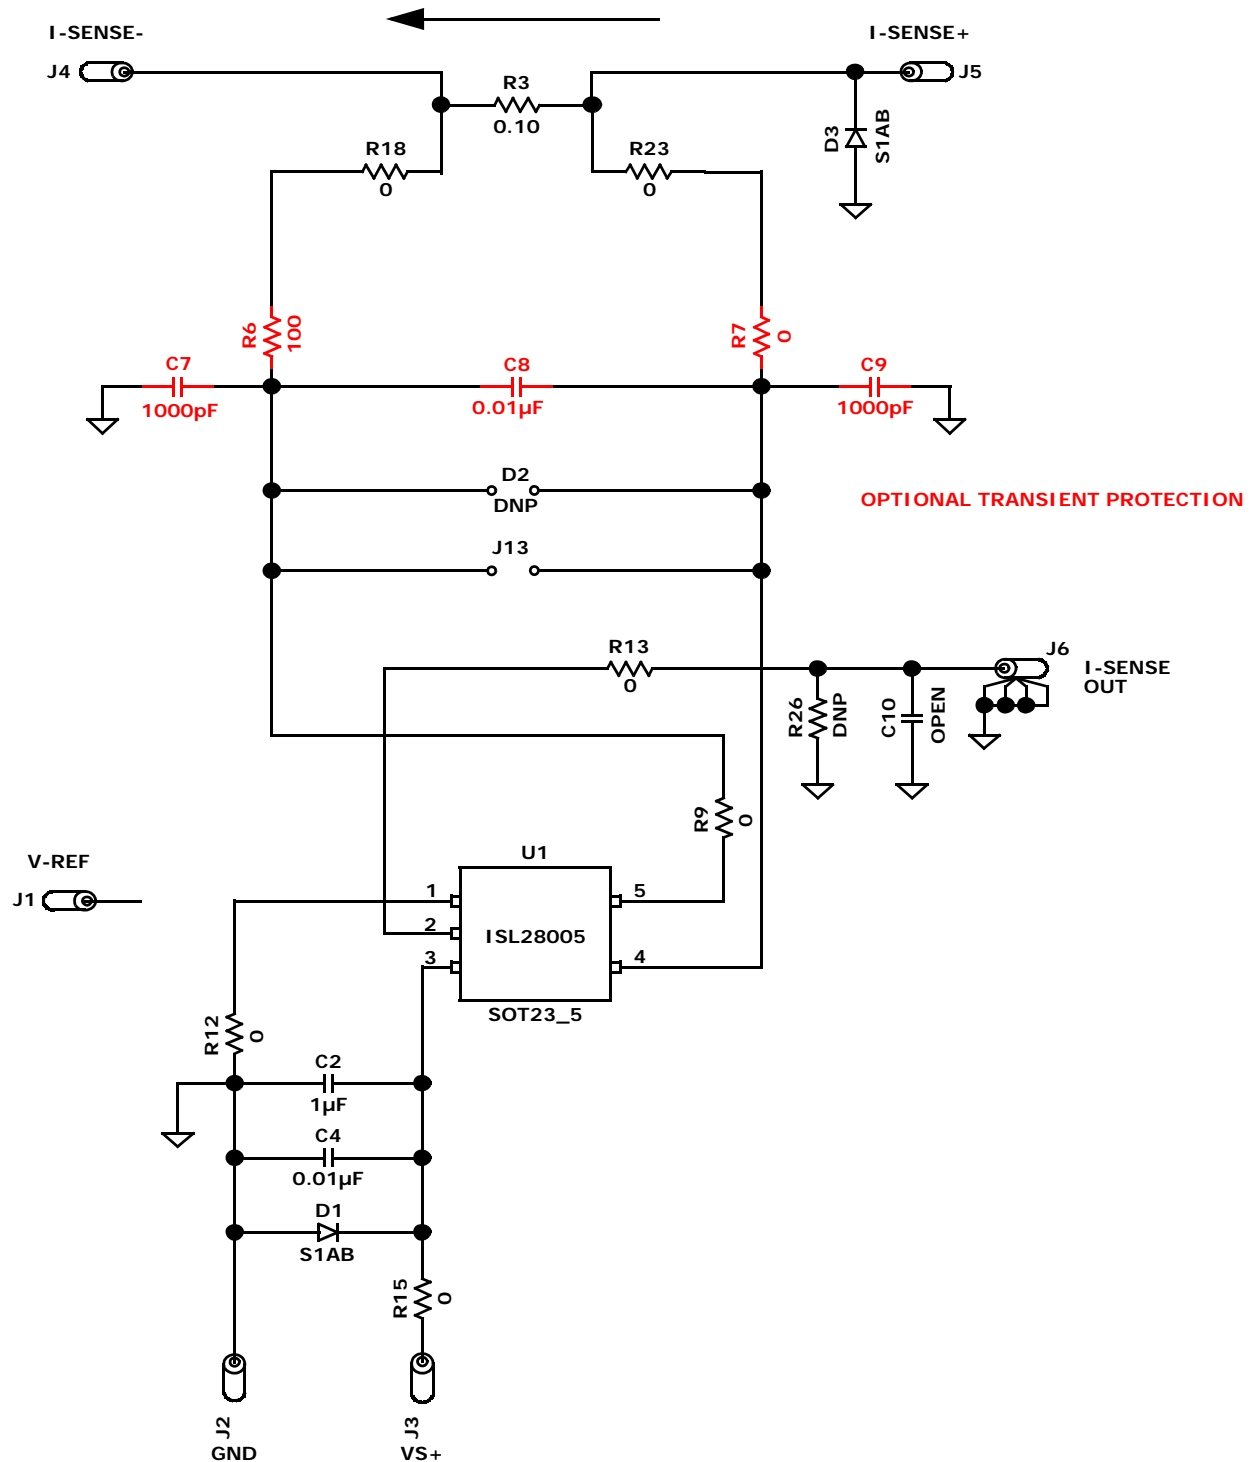 I-SENSE-
I-SENSE+
J4
J5
R3
0.10
D3
S1AB
R18
0
R23
0
R6
100
R7
0
C7
1000pF
C8
0.01µF
C9
1000pF
D2
DNP
OPTIONAL TRANSIENT PROTECTION
J13
R13
0
J6
I-SENSE
OUT
R26
DNP
C10
OPEN
R9
0
V-REF
J1
U1
1
2
3
5
4
ISL28005
SOT23_5
R12
0
C2
1µF
C4
0.01µF
D1
S1AB
R15
0
J2
GND
J3
VS+